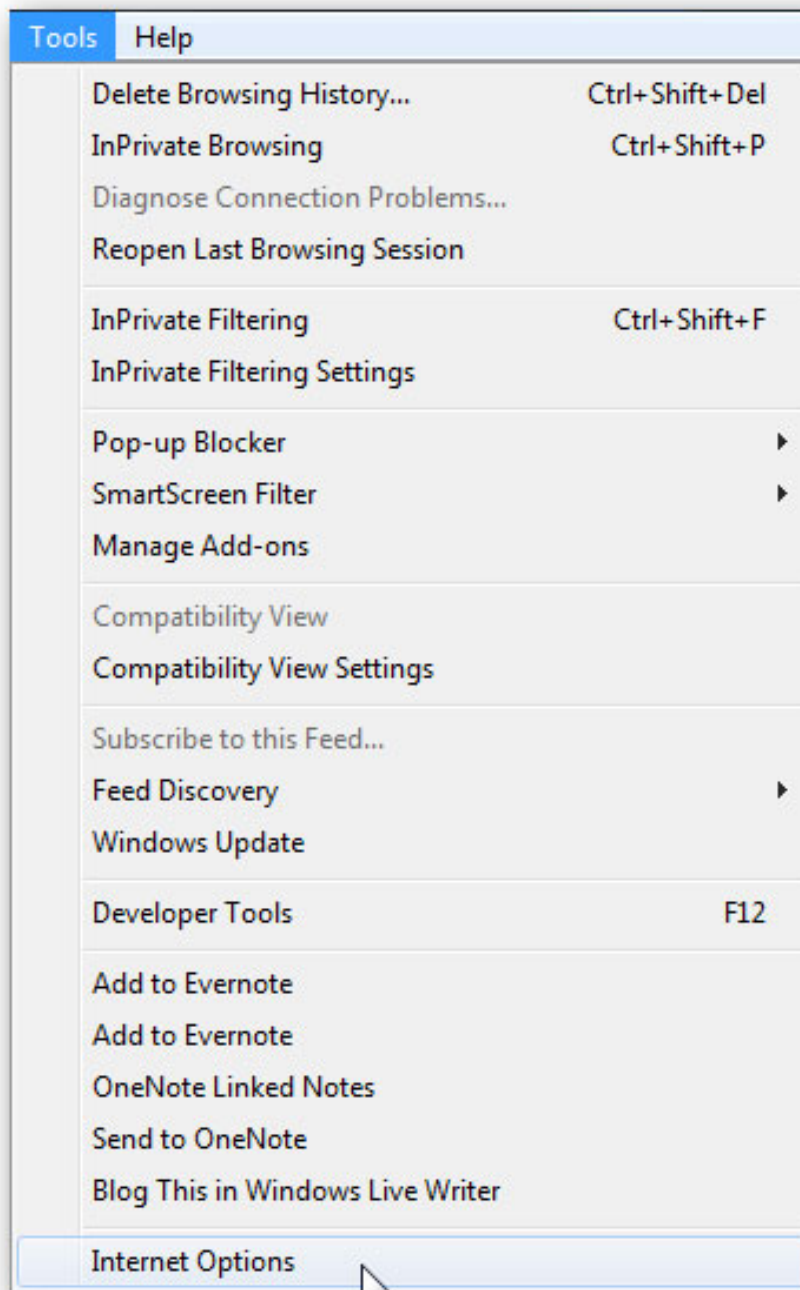 Tools Help
Delete Browsing History... Ctrl+Shift+Del
InPrivate Browsing Ctrl+Shift+P
Diagnose Connection Problems...
Reopen Last Browsing Session
InPrivate Filtering Ctrl+Shift+F
InPrivate Filtering Settings
Pop-up Blocker
SmartScreen Filter
Manage Add-ons
Compatibility View
Compatibility View Settings
Subscribe to this Feed...
Feed Discovery
Windows Update
Developer Tools F12
Add to Evernote
Add to Evernote
OneNote Linked Notes
Send to OneNote
Blog This in Windows Live Writer
Internet Options